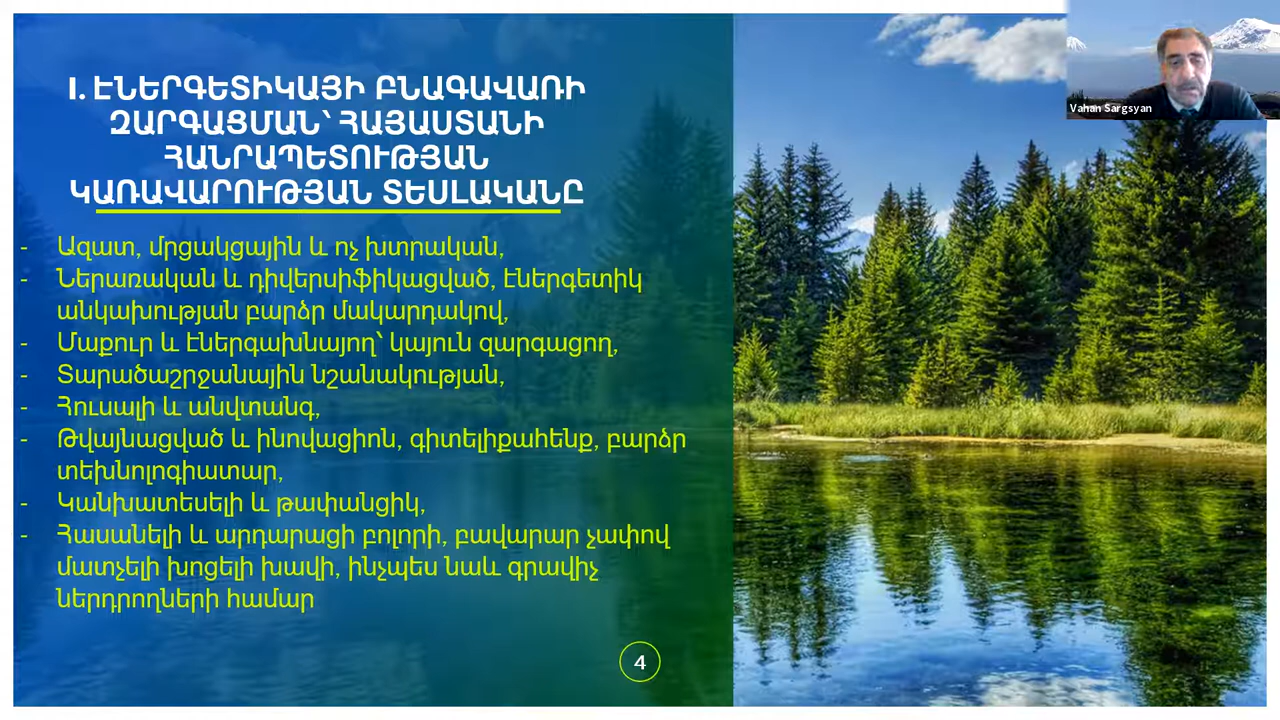 I. ԷՆԵՐԳԵՏԻԿԱՅԻ ԲՆԱԳԱՎԱՌԻ
ԶԱՐԳԱՑՄԱՆ՝ ՀԱՅԱՍՏԱՆԻ
ՀԱՆՐԱՊԵՏՈՒԹՅԱՆ
ԿԱՌԱՎԱՐՈՒԹՅԱՆ ՏԵՍԼԱԿԱՆԸ
- Ազատ, մրցակցային և ոչ խտրական,
- Ներառական և դիվերսիֆիկացված, էներգետիկ
անկախության բարձր մակարդակով,
- Մաքուր և էներգախնայող՝ կայուն զարգացող,
- Տարածաշրջանային նշանակության,
- Հուսալի և անվտանգ,
- Թվայնացված և ինովացիոն, գիտելիքահենք, բարձր
տեխնոլոգիատար,
- Կանխատեսելի և թափանցիկ,
- Հասանելի և արդարացի բոլորի, բավարար չափով
մատչելի խոցելի խավի, ինչպես նաև գրավիչ
ներդրողների համար
4
Vahan Sargsyan